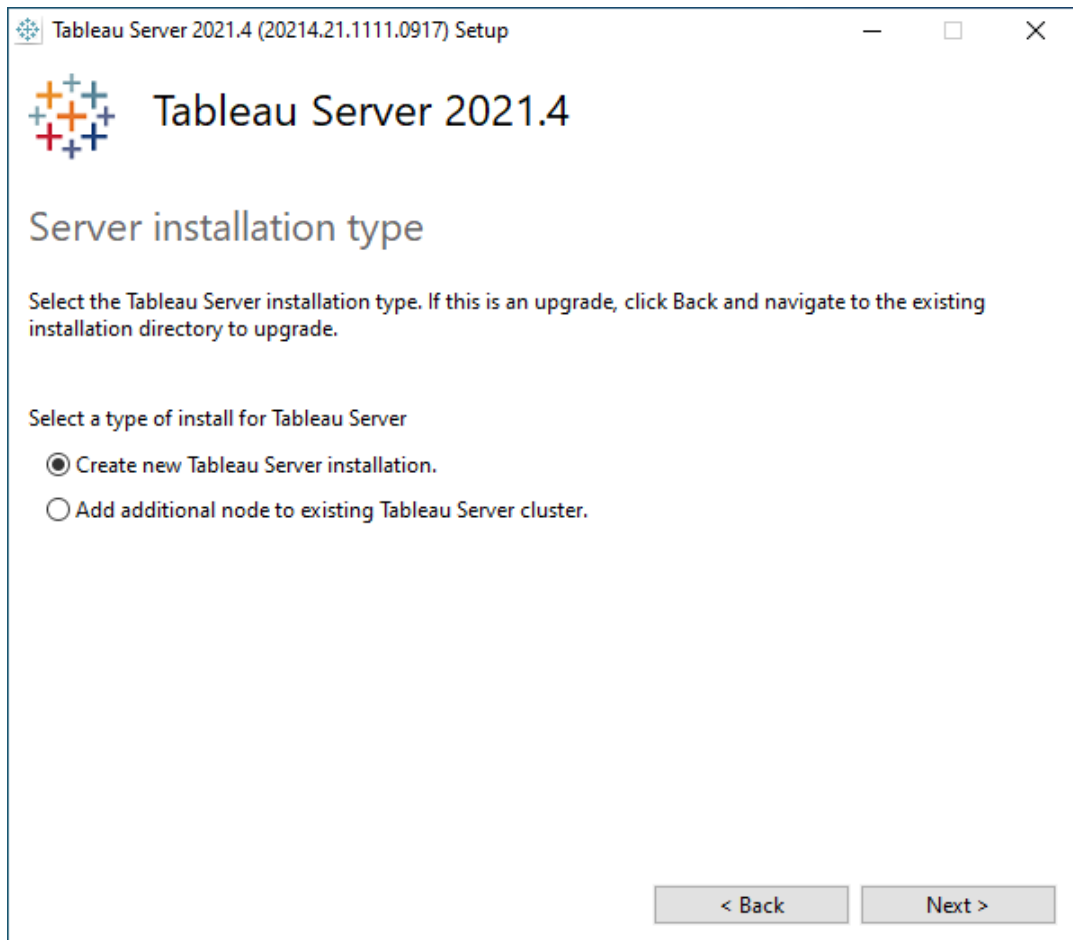 Tableau Server 2021.4 (20214.21.1111.0917) Setup
Tableau Server 2021.4
Server installation type
Select the Tableau Server installation type. If this is an upgrade, click Back and navigate to the existing
installation directory to upgrade.
Select a type of install for Tableau Server
Create new Tableau Server installation.
Add additional node to existing Tableau Server cluster.
< Back
Next >